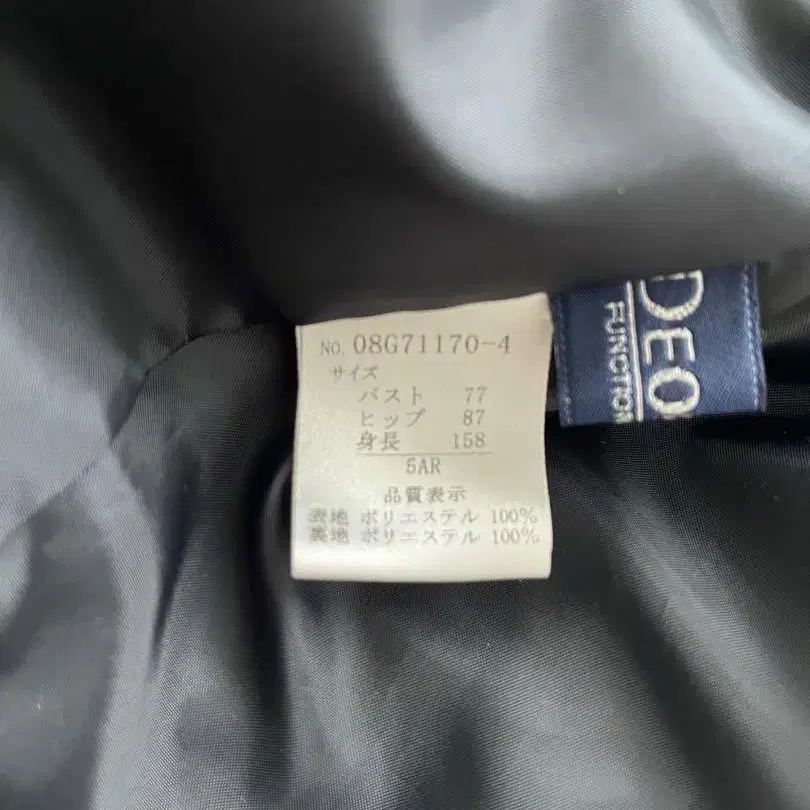 NO. 08G71170-4
サイズ
バスト 77
ヒップ 87
身長 158
5AR
品質表示
表地 ポリエステル 100%
裏地 ポリエステル 100%
DEO
FUNCTION